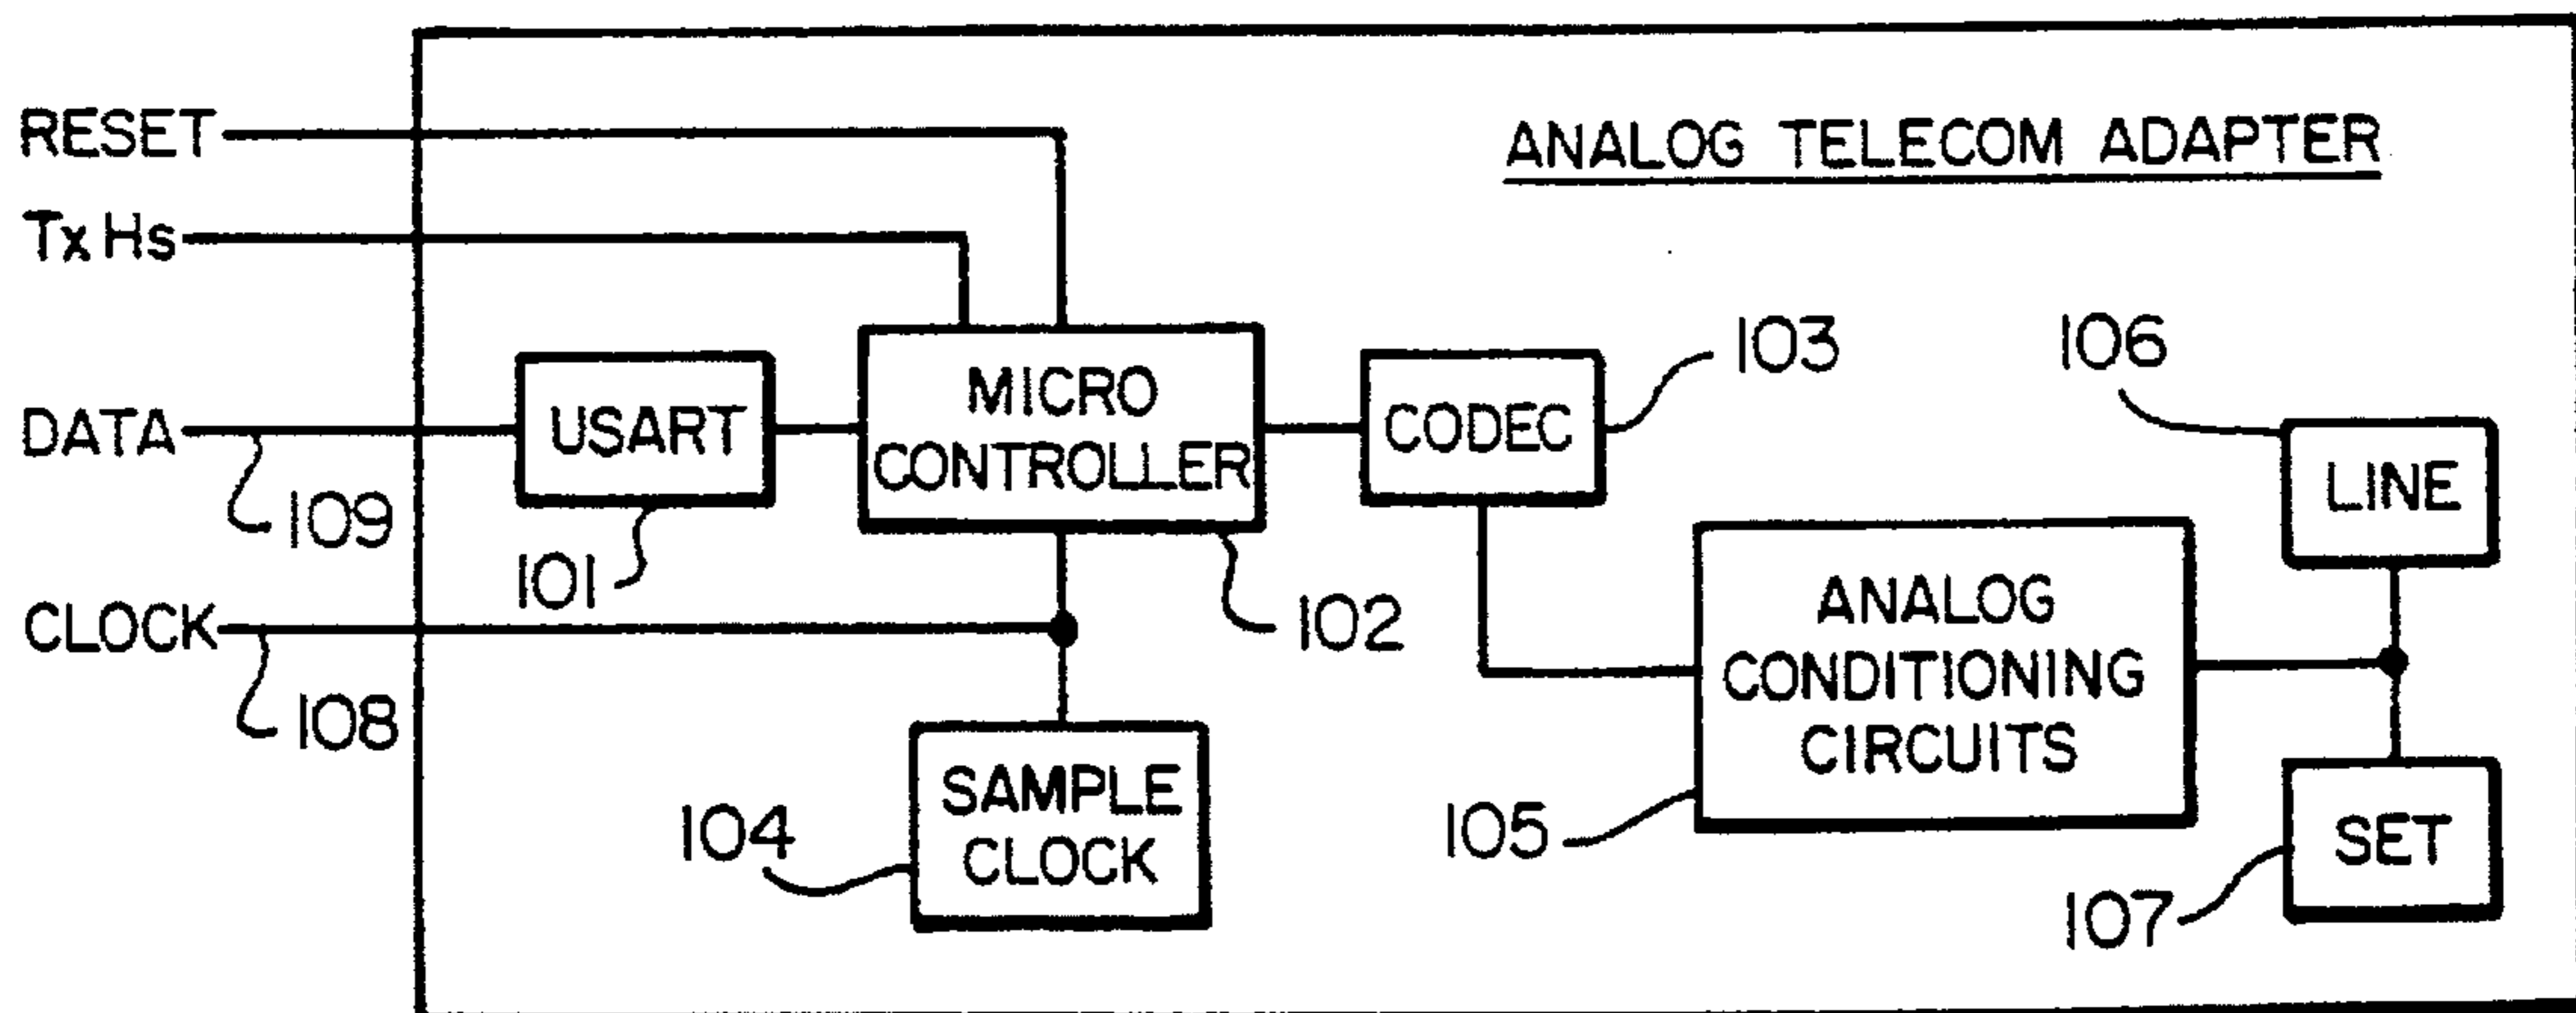 RESET
ANALOG TELECOM ADAPTER
Tx Hs
DATA
109
USART
101
MICRO
CONTROLLER
102
CODEC
103
106
LINE
CLOCK
108
104
SAMPLE
CLOCK
105
ANALOG
CONDITIONING
CIRCUITS
SET
107